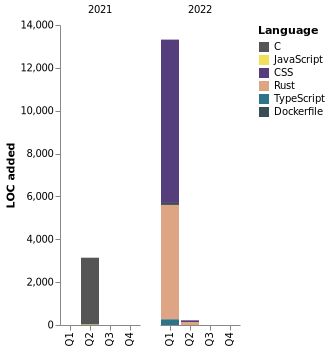 2021
2022
Language
C
JavaScript
CSS
Rust
TypeScript
Dockerfile
LOC added
14,000
12,000
10,000
8,000
6,000
4,000
2,000
0
Q1 Q2 Q3 Q4
Q1 Q2 Q3 Q4